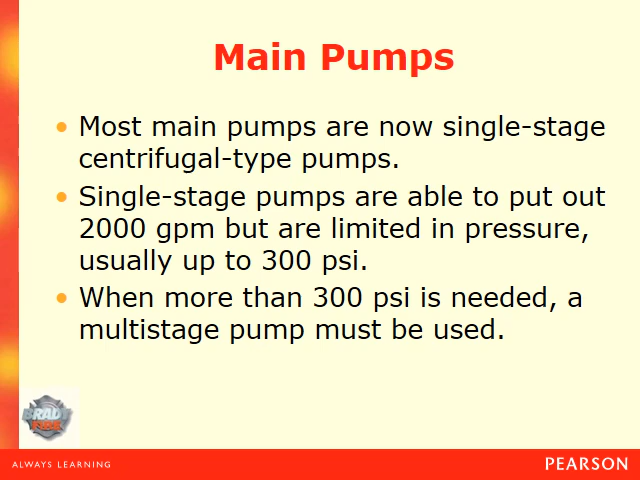 Main Pumps
• Most main pumps are now single-stage
centrifugal-type pumps.
• Single-stage pumps are able to put out
2000 gpm but are limited in pressure,
usually up to 300 psi.
• When more than 300 psi is needed, a
multistage pump must be used.
BRADY
FIRE
ALWAYS LEARNING
PEARSON